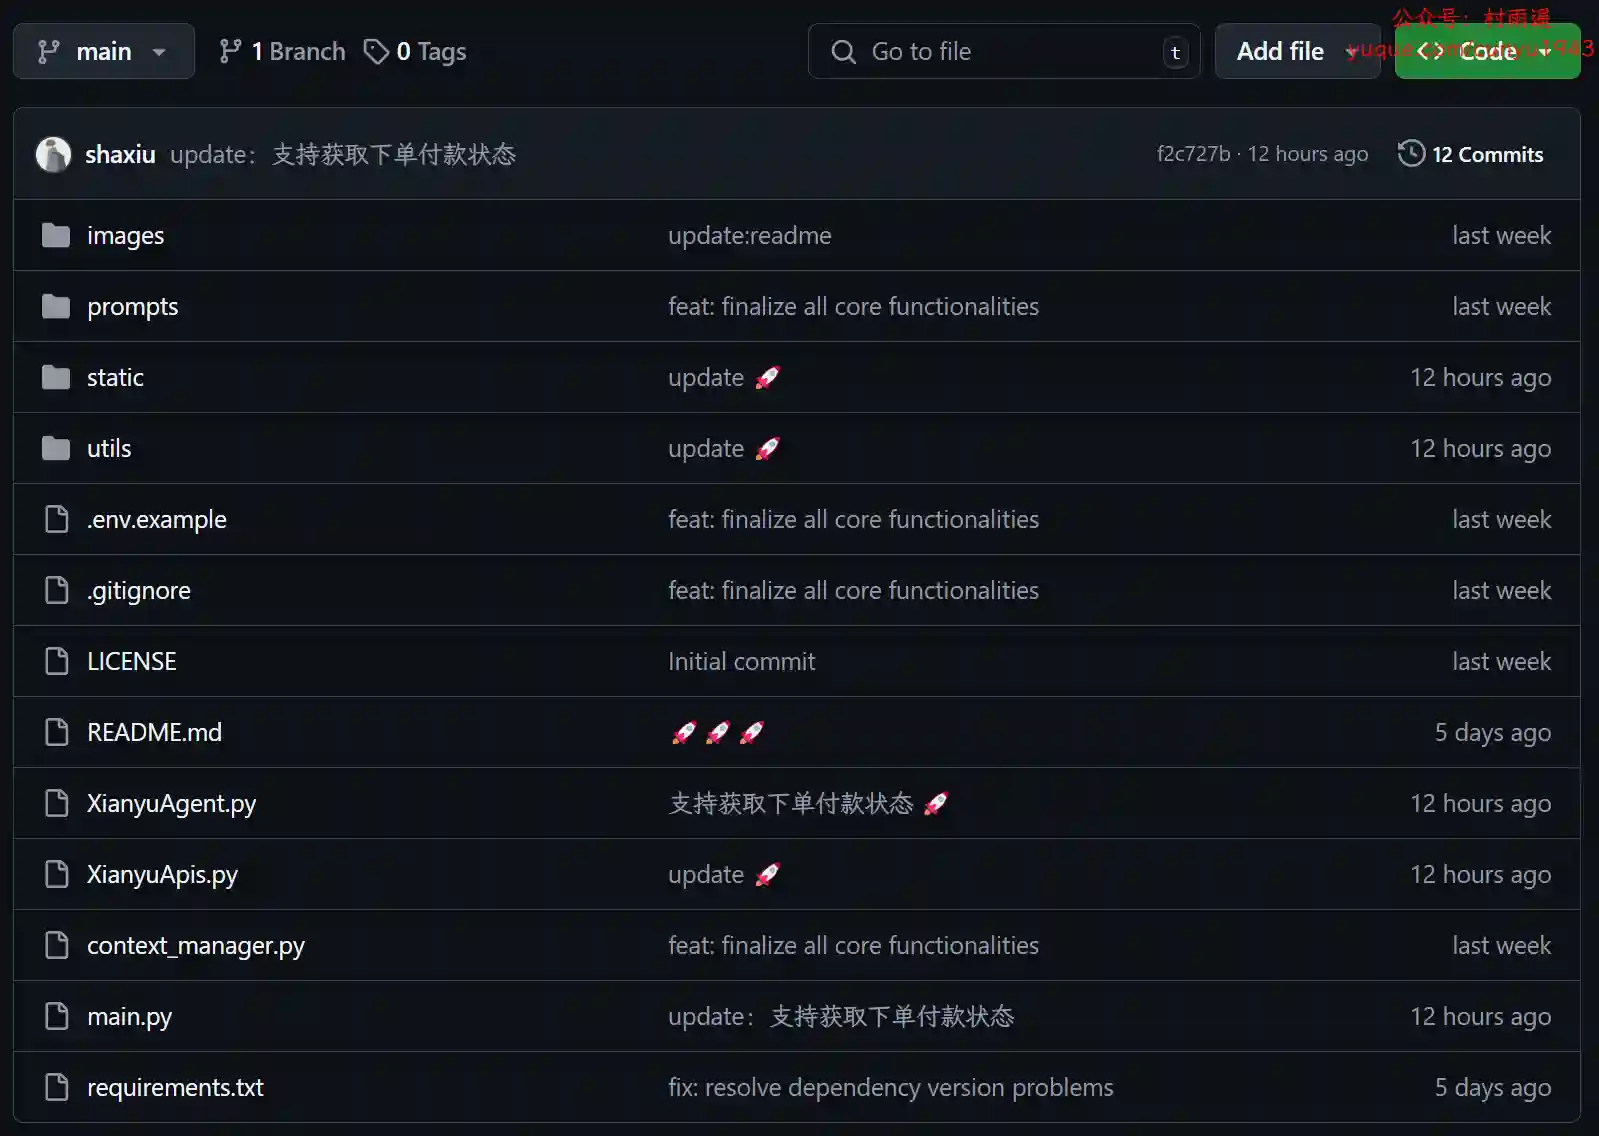 公众号：村雨遥
main 1 Branch 0 Tags Go to file t Add file Code
yuque.com/cunyu1943
shaxiu update：支持获取下单付款状态 f2c727b · 12 hours ago 12 Commits
images update:readme last week
prompts feat: finalize all core functionalities last week
static update 🚀 12 hours ago
utils update 🚀 12 hours ago
.env.example feat: finalize all core functionalities last week
.gitignore feat: finalize all core functionalities last week
LICENSE Initial commit last week
README.md 🚀 🚀 🚀 5 days ago
XianyuAgent.py 支持获取下单付款状态 🚀 12 hours ago
XianyuApis.py update 🚀 12 hours ago
context_manager.py feat: finalize all core functionalities last week
main.py update：支持获取下单付款状态 12 hours ago
requirements.txt fix: resolve dependency version problems 5 days ago